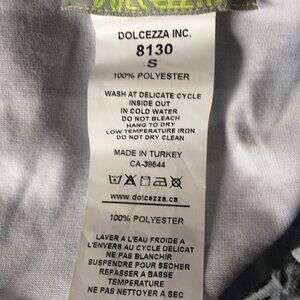 DOLCEZZA INC.
8130
S
100% POLYESTER
WASH AT DELICATE CYCLE
INSIDE OUT
IN COLD WATER
DO NOT BLEACH
HANG TO DRY
LOW TEMPERATURE IRON
DO NOT DRY CLEAN
MADE IN TURKEY
CA-38644
www.dolcezza.ca
100% POLYESTER
LAVER A L'EAU FROIDE A
L'ENVERS AU CYCLE DELICAT
NE PAS BLANCHIR
SUSPENDRE POUR SECHER
REPASSER A BASSE
TEMPERATURE
NE PAS NETTOYER A SEC